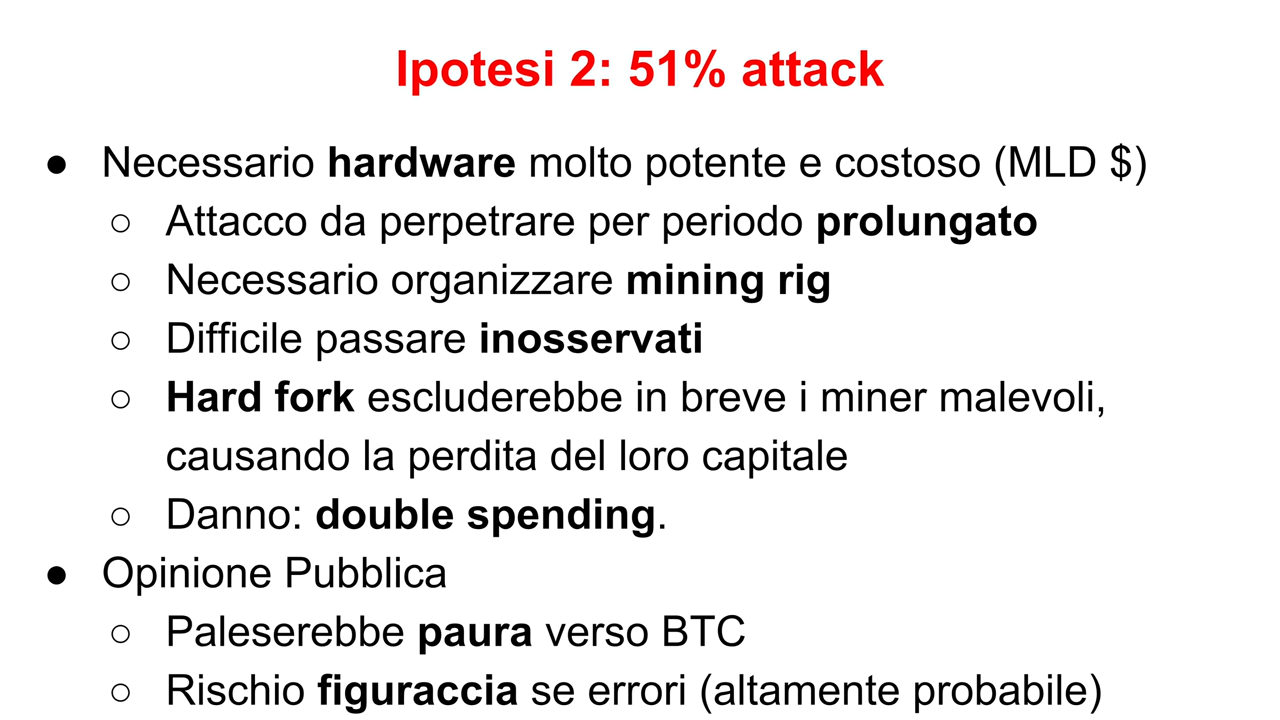 Ipotesi 2: 51% attack
● Necessario hardware molto potente e costoso (MLD $)
○ Attacco da perpetrare per periodo prolungato
○ Necessario organizzare mining rig
○ Difficile passare inosservati
○ Hard fork escluderebbe in breve i miner malevoli,
causando la perdita del loro capitale
○ Danno: double spending.
● Opinione Pubblica
○ Paleserebbe paura verso BTC
○ Rischio figuraccia se errori (altamente probabile)